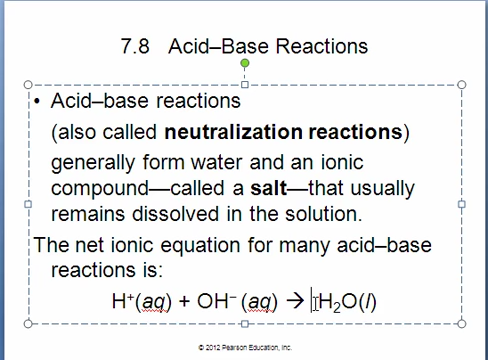 7.8 Acid–Base Reactions
• Acid–base reactions
(also called neutralization reactions)
generally form water and an ionic
compound—called a salt—that usually
remains dissolved in the solution.
The net ionic equation for many acid–base
reactions is:
H⁺(aq) + OH⁻ (aq) → H₂O(l)
© 2012 Pearson Education, Inc.